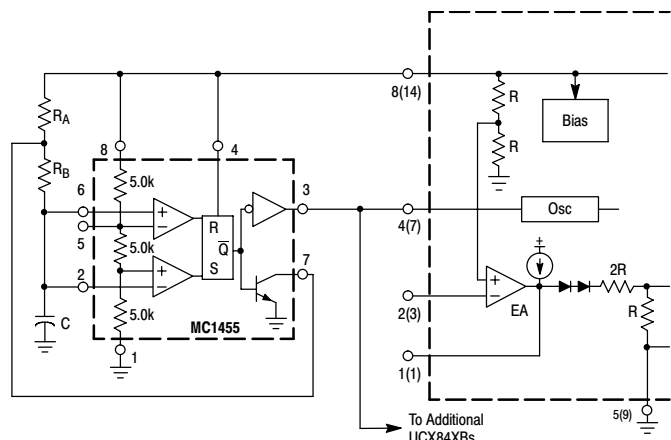 8(14)
R
Bias
R
RA
8
4
RB
5.0k
6
3
4(7)
Osc
R
5
5.0k
Q
7
S
2
2R
EA
R
2(3)
5.0k
C
MC1455
1
1(1)
5(9)
To Additional
UCX84XBs